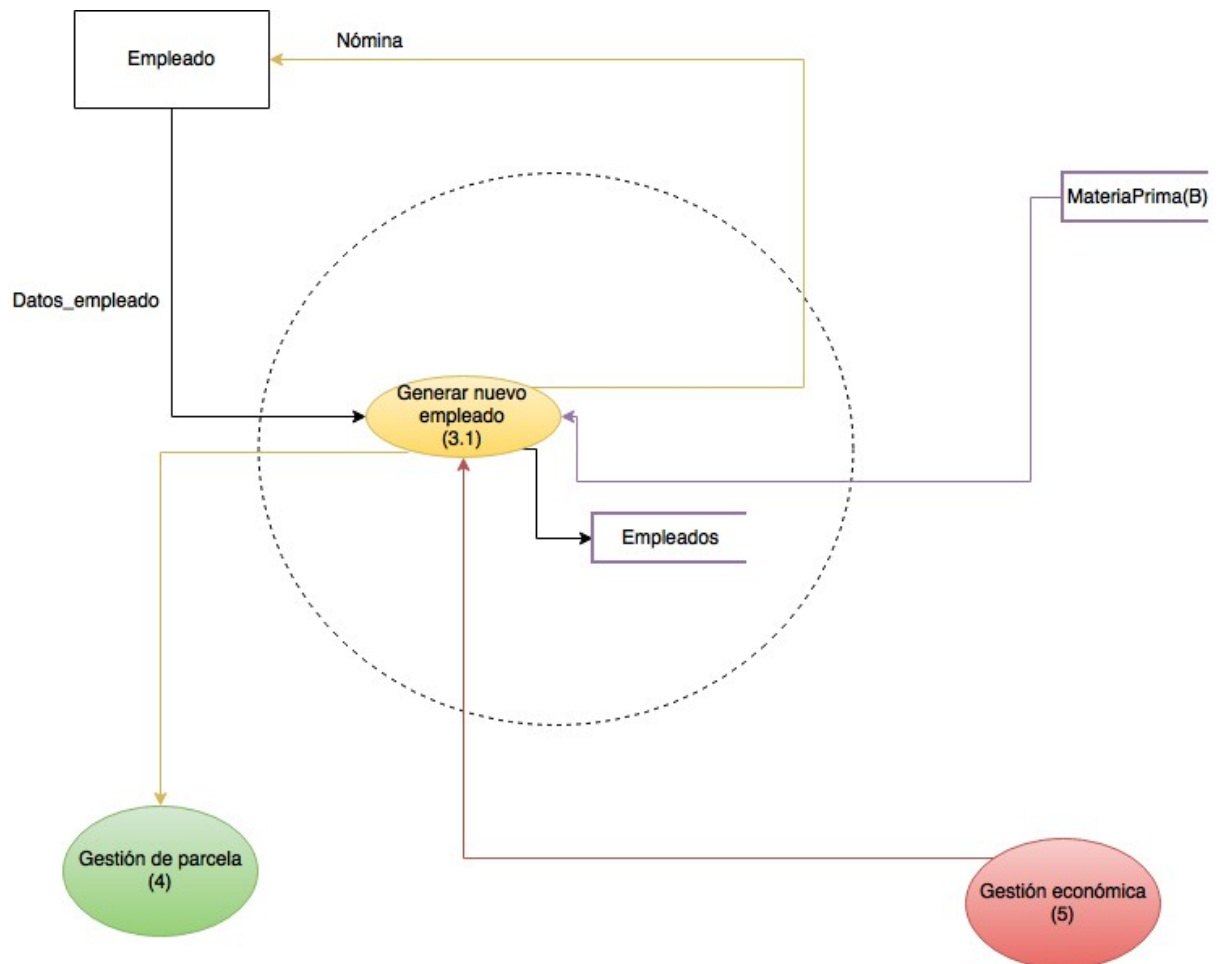 Nómina
Empleado
MateriaPrima(B)
Datos_empleado
Generar nuevo
empleado
(3.1)
Empleados
Gestión de parcela
(4)
Gestión económica
(5)